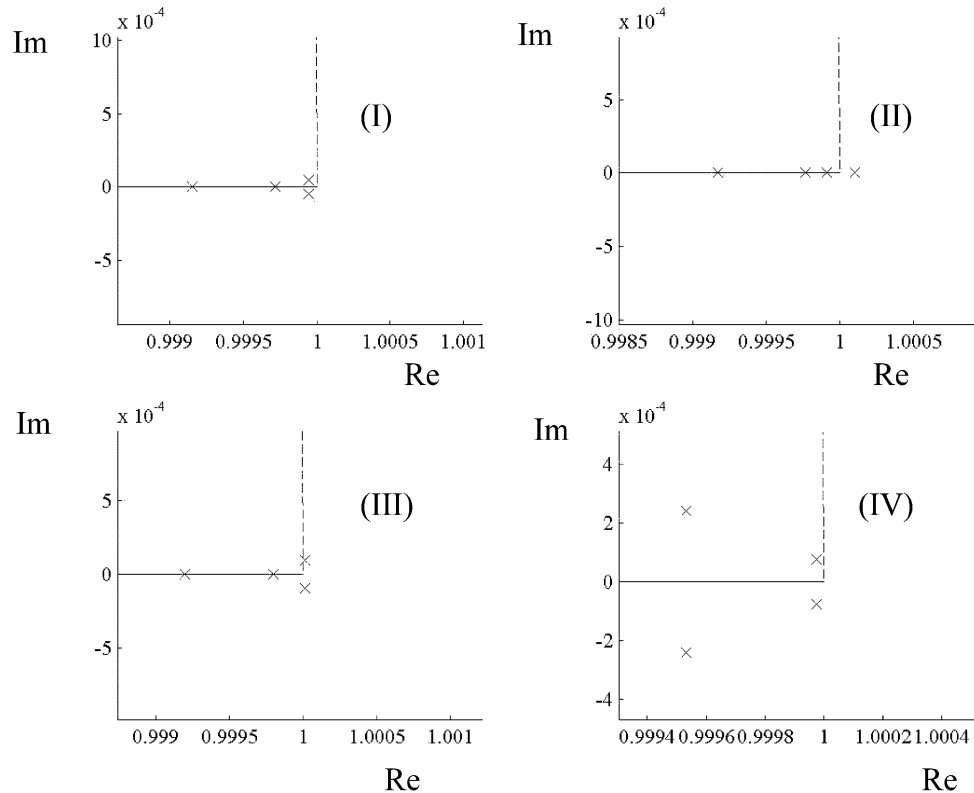 x 10-4
Im
10
5
0
-5
(I)
0.999 0.9995 1 1.0005 1.001
Re
x 10-4
Im
5
0
-5
-10
(II)
0.9985 0.999 0.9995 1 1.0005
Re
x 10-4
Im
5
0
-5
(III)
0.999 0.9995 1 1.0005 1.001
Re
x 10-4
Im
4
2
0
-2
-4
(IV)
0.9994 0.9996 0.9998 1 1.0002 1.0004
Re